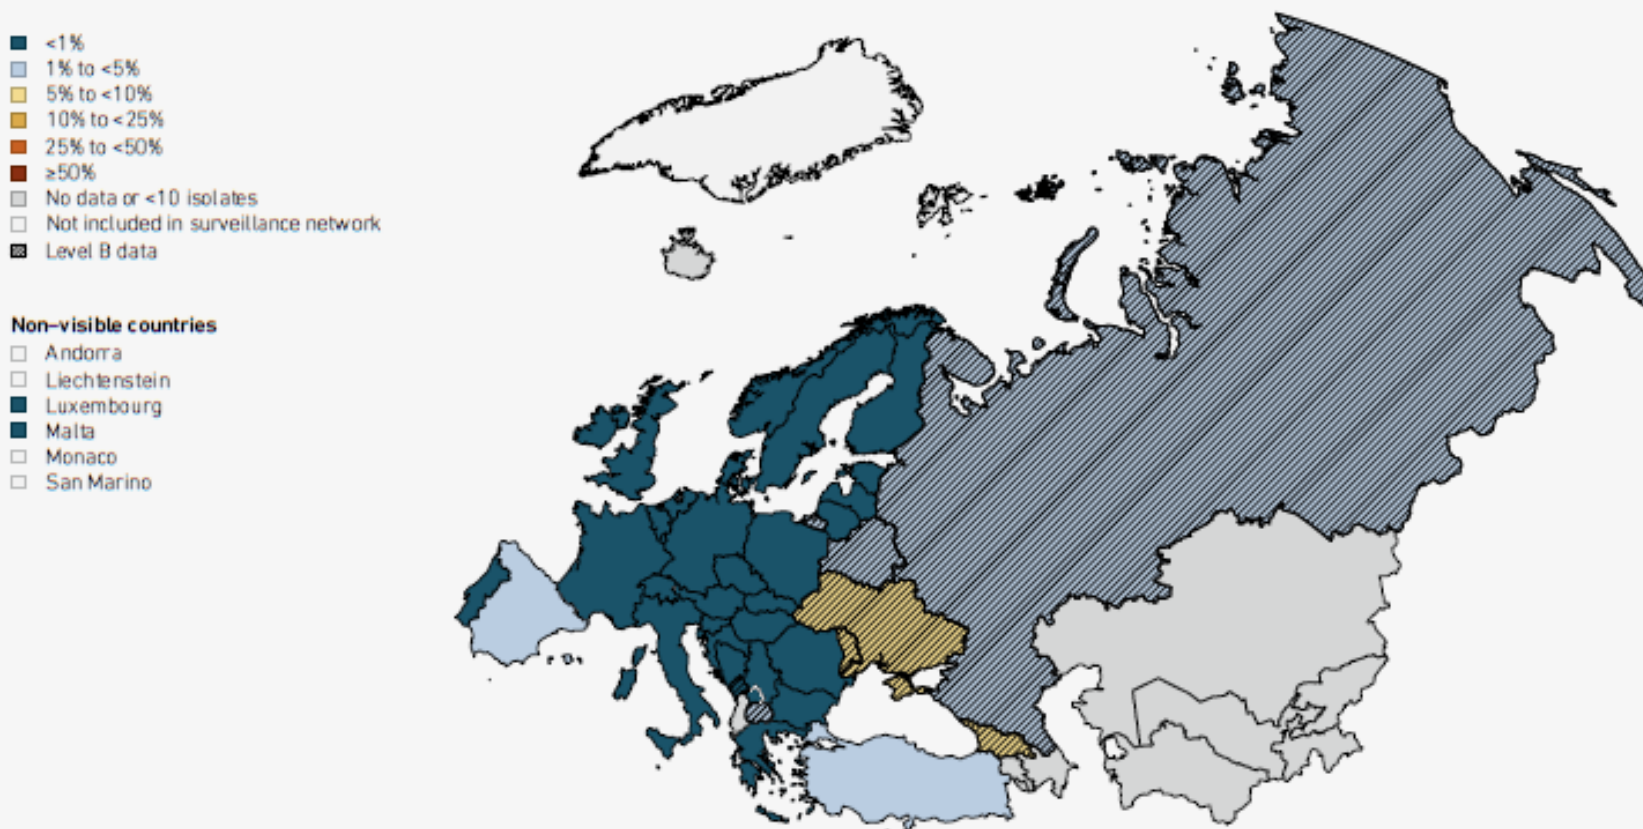 <1%
1% to <5%
5% to <10%
10% to <25%
25% to <50%
≥50%
No data or <10 isolates
Not included in surveillance network
Level B data
Non–visible countries
Andorra
Liechtenstein
Luxembourg
Malta
Monaco
San Marino